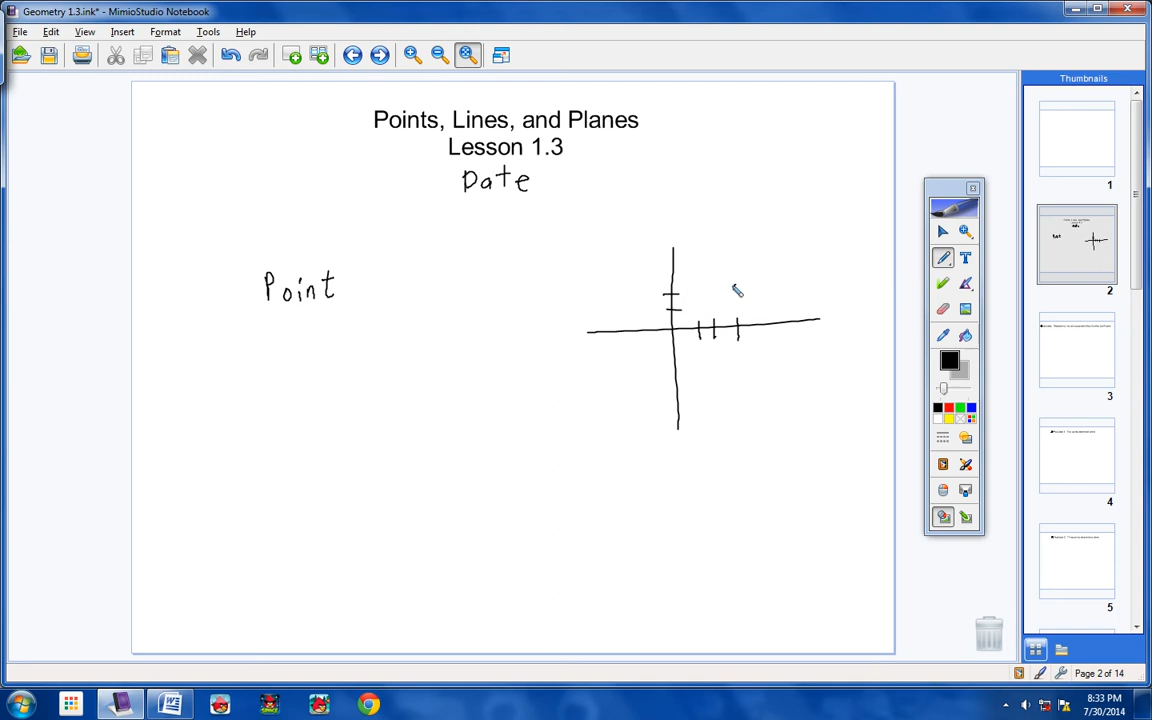 Geometry 1.3.ink* - MimioStudio Notebook
File Edit View Insert Format Tools Help
Thumbnails
Points, Lines, and Planes
Lesson 1.3
Date
Point
1
2
3
4
5
Page 2 of 14
8:33 PM
7/30/2014